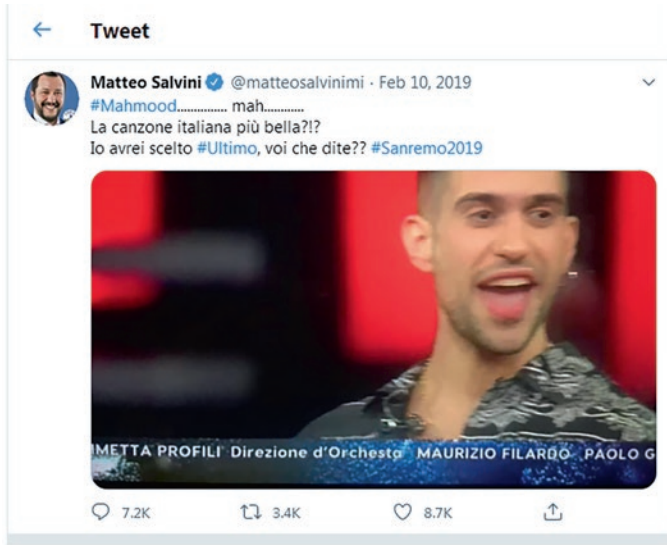 Tweet
Matteo Salvini @matteosalvinimi · Feb 10, 2019
#Mahmood............... mah............
La canzone italiana più bella?!?
Io avrei scelto #Ultimo, voi che dite?? #Sanremo2019
IMETTA PROFILI Direzione d'Orchesta MAURIZIO FILARDO PAOLO G
7.2K 3.4K 8.7K